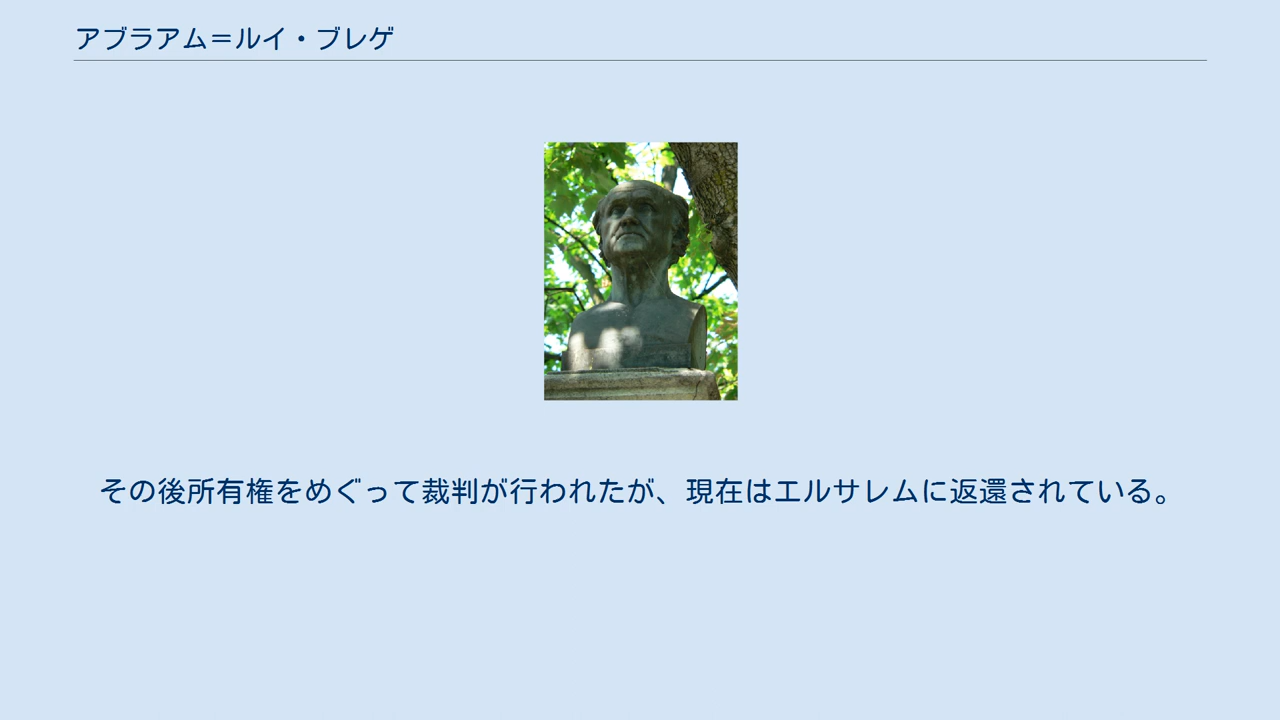 アブラアム＝ルイ・ブレゲ
その後所有権をめぐって裁判が行われたが、現在はエルサレムに返還されている。